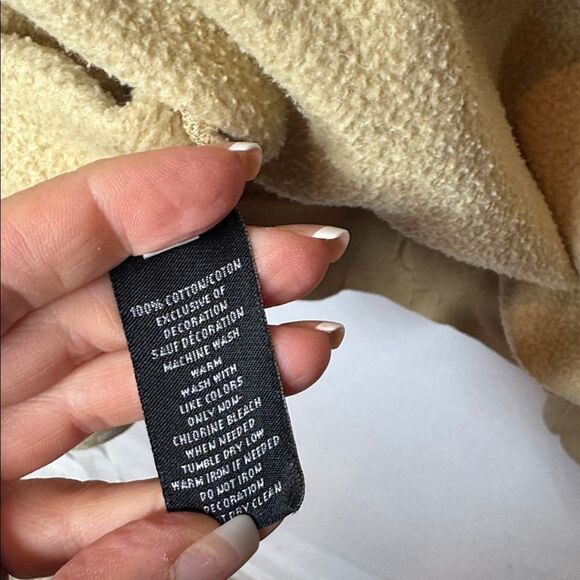 100% COTTON/COTON
EXCLUSIVE OF
DECORATION
SAUF DÉCORATION
MACHINE WASH
WARM
WASH WITH
LIKE COLORS
ONLY NON-
CHLORINE BLEACH
WHEN NEEDED
TUMBLE DRY LOW
WARM IRON IF NEEDED
DO NOT IRON
DECORATION
DRY CLEAN